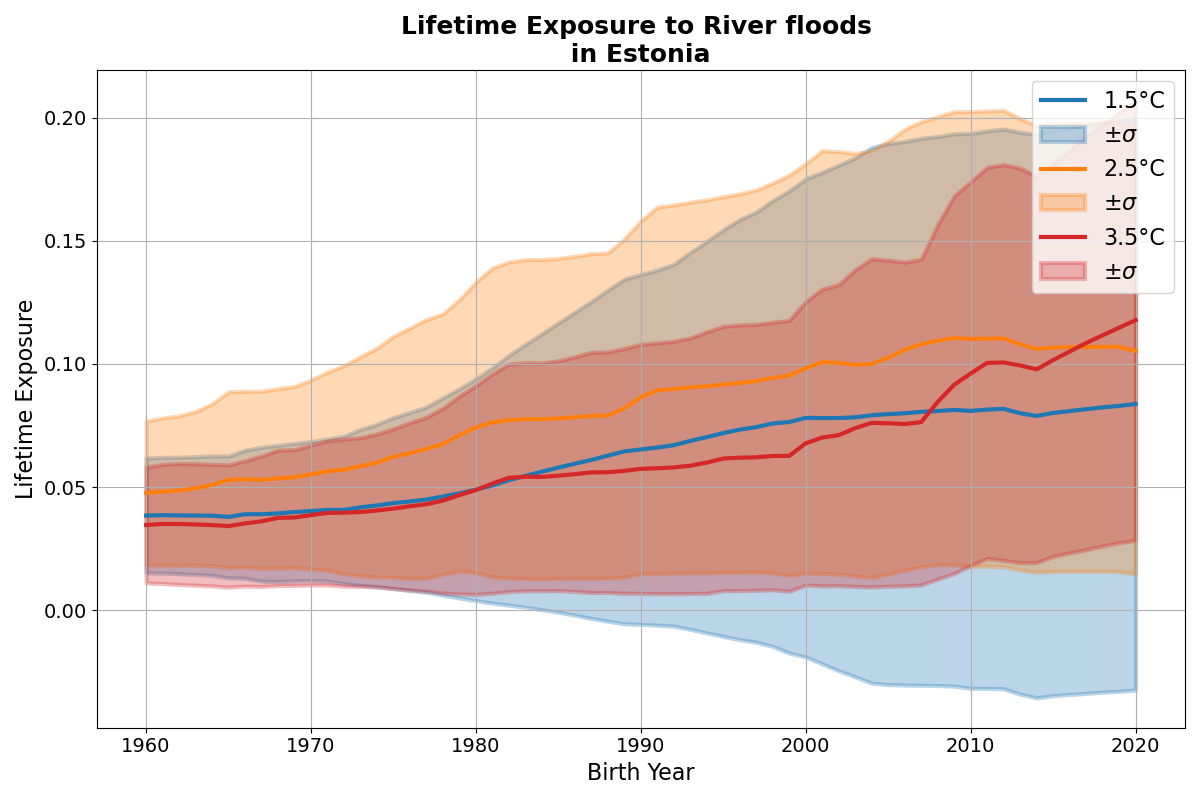 Lifetime Exposure to River floods
in Estonia
Lifetime Exposure
0.20
0.15
0.10
0.05
0.00
1960
1970
1980
1990
2000
2010
2020
Birth Year
1.5°C
±σ
2.5°C
±σ
3.5°C
±σ